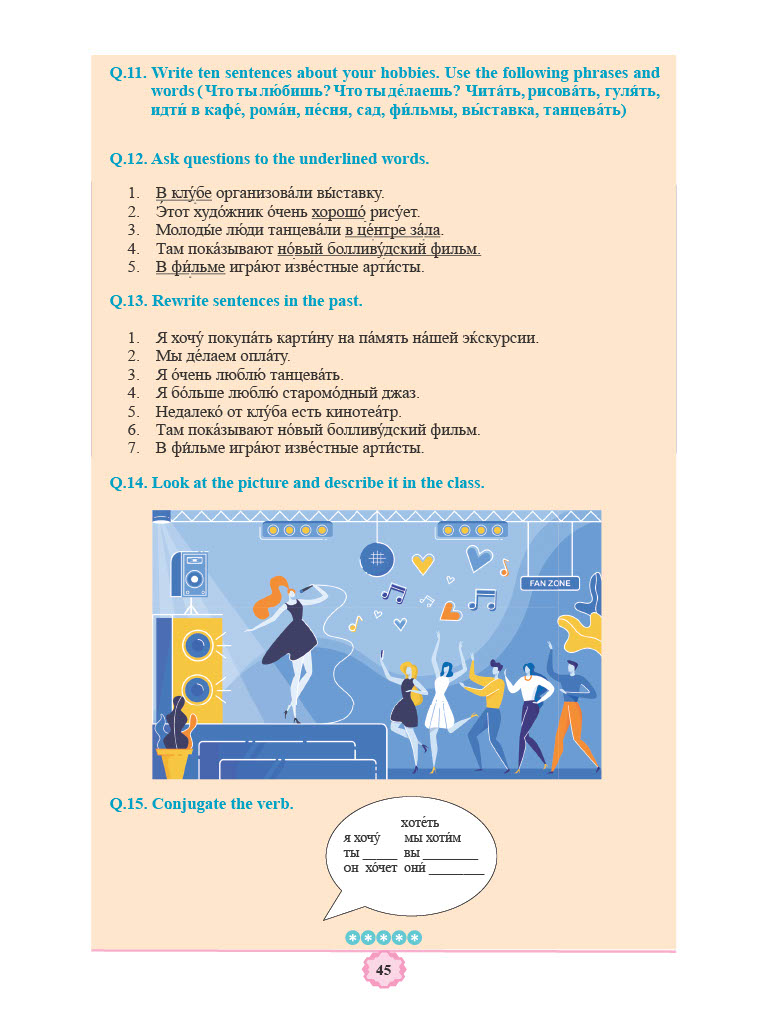 Q.11. Write ten sentences about your hobbies. Use the following phrases and
words ( Что ты лю́бишь? Что ты де́лаешь? Чита́ть, рисова́ть, гуля́ть,
идти́ в кафе́, рома́н, пе́сня, сад, фи́льмы, вы́ставка, танцева́ть)
Q.12. Ask questions to the underlined words.
1. В клу́бе организова́ли вы́ставку.
2. Э́тот худо́жник о́чень хорошо́ рису́ет.
3. Молоды́е лю́ди танцева́ли в це́нтре за́ла.
4. Там пока́зывают но́вый болливу́дский фильм.
5. В фи́льме игра́ют изве́стные арти́сты.
Q.13. Rewrite sentences in the past.
1. Я хочу́ покупа́ть карти́ну на па́мять на́шей э́кскурсии.
2. Мы де́лаем опла́ту.
3. Я о́чень люблю́ танцева́ть.
4. Я бо́льше люблю́ старомо́дный джаз.
5. Недалеко́ от клу́ба есть кинотеа́тр.
6. Там пока́зывают но́вый болливу́дский фильм.
7. В фи́льме игра́ют изве́стные арти́сты.
Q.14. Look at the picture and describe it in the class.
FAN ZONE
Q.15. Conjugate the verb.
хоте́ть
я хочу́ мы хоти́м
ты _____ вы ________
он хо́чет они́ ________
45